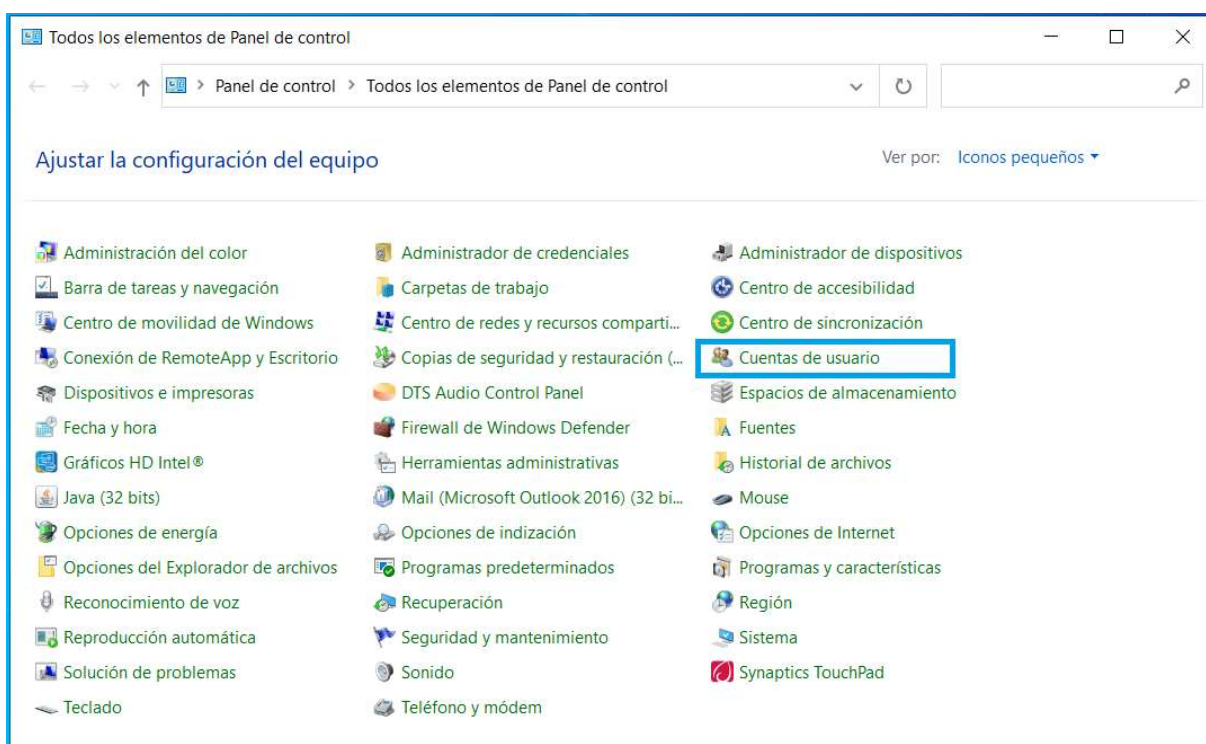 Todos los elementos de Panel de control
Panel de control > Todos los elementos de Panel de control
Ajustar la configuración del equipo Ver por: Iconos pequeños
Administración del color Administrador de credenciales Administrador de dispositivos
Barra de tareas y navegación Carpetas de trabajo Centro de accesibilidad
Centro de movilidad de Windows Centro de redes y recursos comparti... Centro de sincronización
Conexión de RemoteApp y Escritorio Copias de seguridad y restauración (... Cuentas de usuario
Dispositivos e impresoras DTS Audio Control Panel Espacios de almacenamiento
Fecha y hora Firewall de Windows Defender Fuentes
Gráficos HD Intel® Herramientas administrativas Historial de archivos
Java (32 bits) Mail (Microsoft Outlook 2016) (32 bi... Mouse
Opciones de energía Opciones de indización Opciones de Internet
Opciones del Explorador de archivos Programas predeterminados Programas y características
Reconocimiento de voz Recuperación Región
Reproducción automática Seguridad y mantenimiento Sistema
Solución de problemas Sonido Synaptics TouchPad
Teclado Teléfono y módem